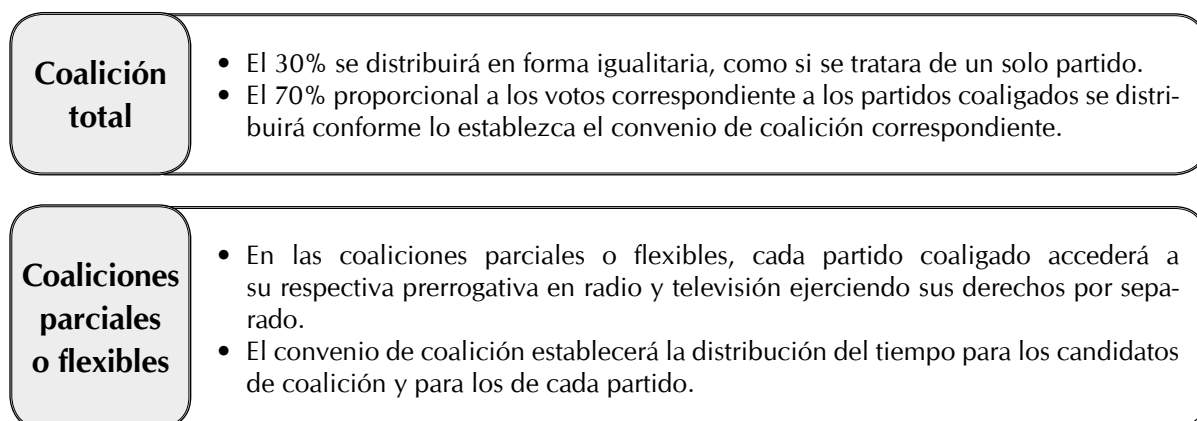 Coalición
total
• El 30% se distribuirá en forma igualitaria, como si se tratara de un solo partido.
• El 70% proporcional a los votos correspondiente a los partidos coaligados se distri-
buirá conforme lo establezca el convenio de coalición correspondiente.
Coaliciones
parciales
o flexibles
• En las coaliciones parciales o flexibles, cada partido coaligado accederá a
su respectiva prerrogativa en radio y televisión ejerciendo sus derechos por sepa-
rado.
• El convenio de coalición establecerá la distribución del tiempo para los candidatos
de coalición y para los de cada partido.